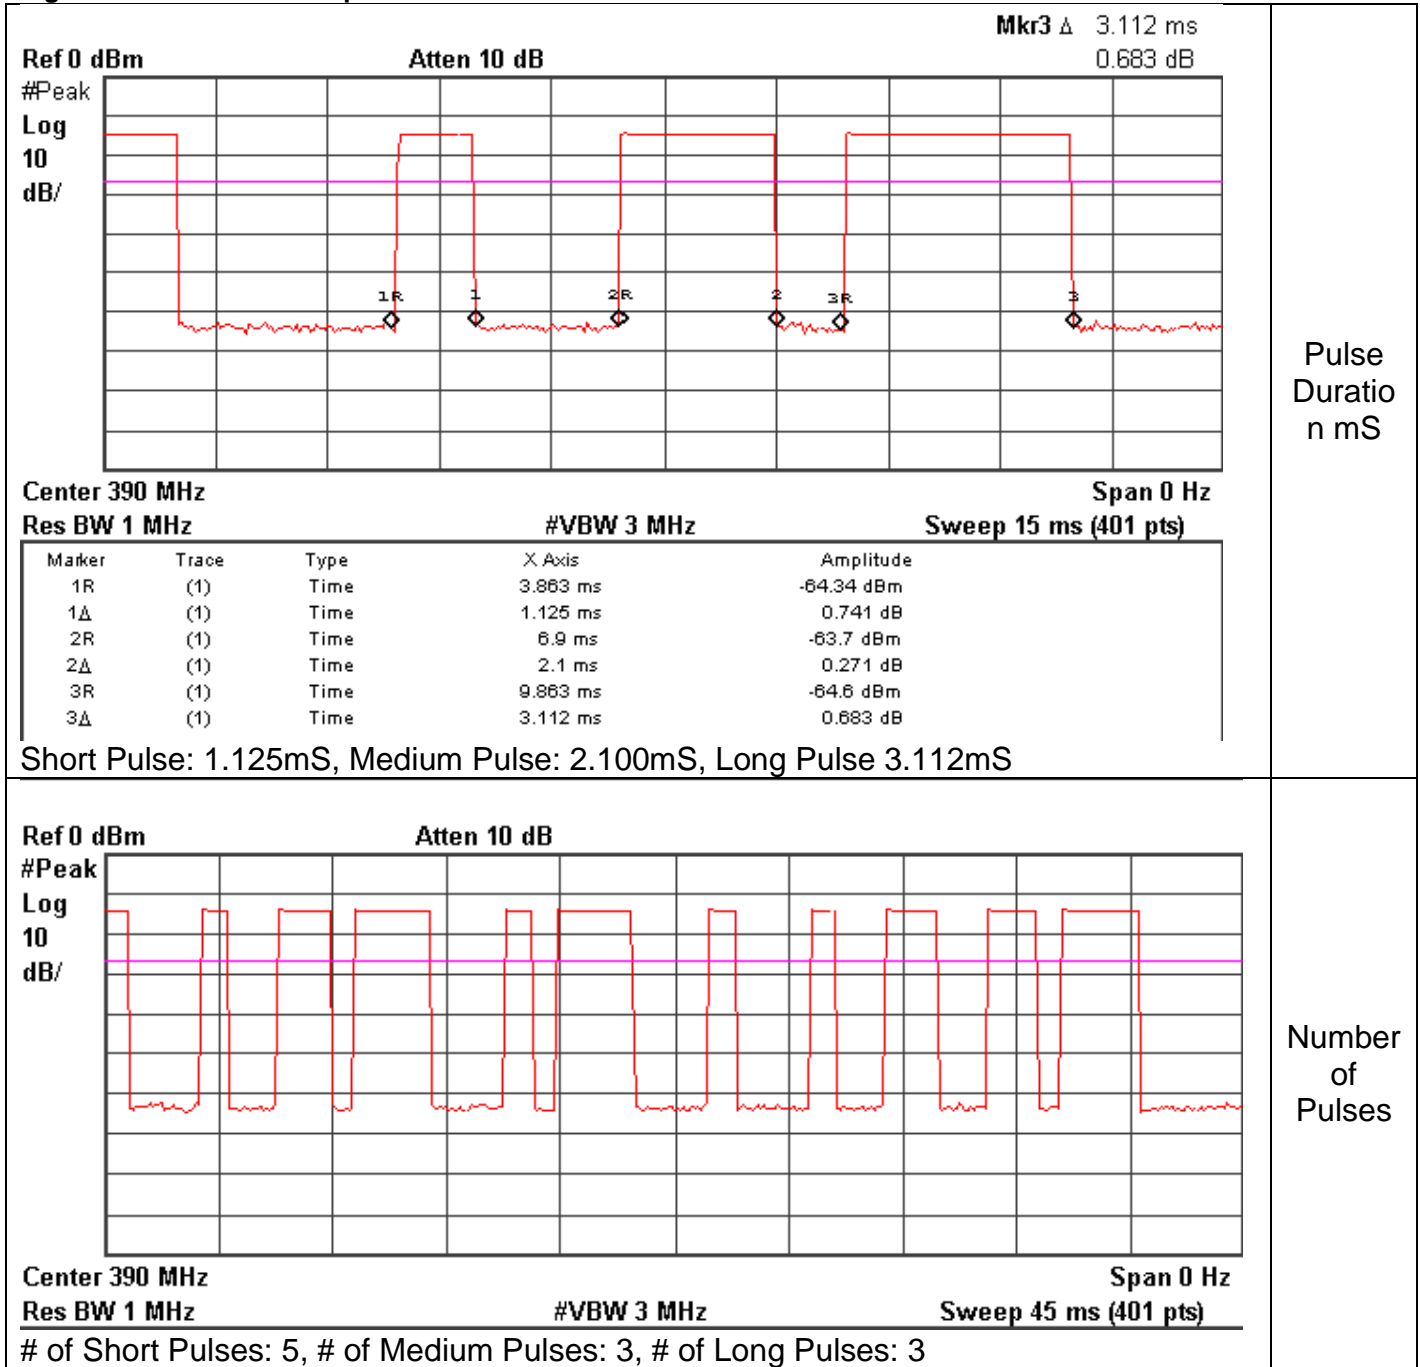 Mkr3 Δ 3.112 ms
Ref 0 dBm Atten 10 dB 0.683 dB
#Peak
Log
10
dB/
1R 1 2R 2 3R 3
Center 390 MHz Span 0 Hz
Res BW 1 MHz #VBW 3 MHz Sweep 15 ms (401 pts)
Marker Trace Type X Axis Amplitude
1R (1) Time 3.863 ms -64.34 dBm
1Δ (1) Time 1.125 ms 0.741 dB
2R (1) Time 6.9 ms -63.7 dBm
2Δ (1) Time 2.1 ms 0.271 dB
3R (1) Time 9.863 ms -64.6 dBm
3Δ (1) Time 3.112 ms 0.683 dB
Short Pulse: 1.125mS, Medium Pulse: 2.100mS, Long Pulse 3.112mS
Pulse
Duratio
n mS
Ref 0 dBm Atten 10 dB
#Peak
Log
10
dB/
Center 390 MHz Span 0 Hz
Res BW 1 MHz #VBW 3 MHz Sweep 45 ms (401 pts)
# of Short Pulses: 5, # of Medium Pulses: 3, # of Long Pulses: 3
Number
of
Pulses